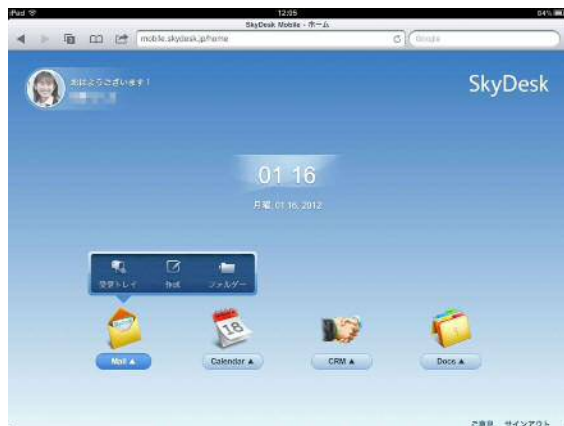 iPad
12:05
84%
SkyDesk Mobile - ホーム
mobile.skydesk.jp/home
Google
おはようございます！
SkyDesk
01 16
月曜, 01 16, 2012
受信トレイ
作成
フォルダー
18
Mail ▲
Calendar ▲
CRM ▲
Docs ▲
ご意見
サインアウト